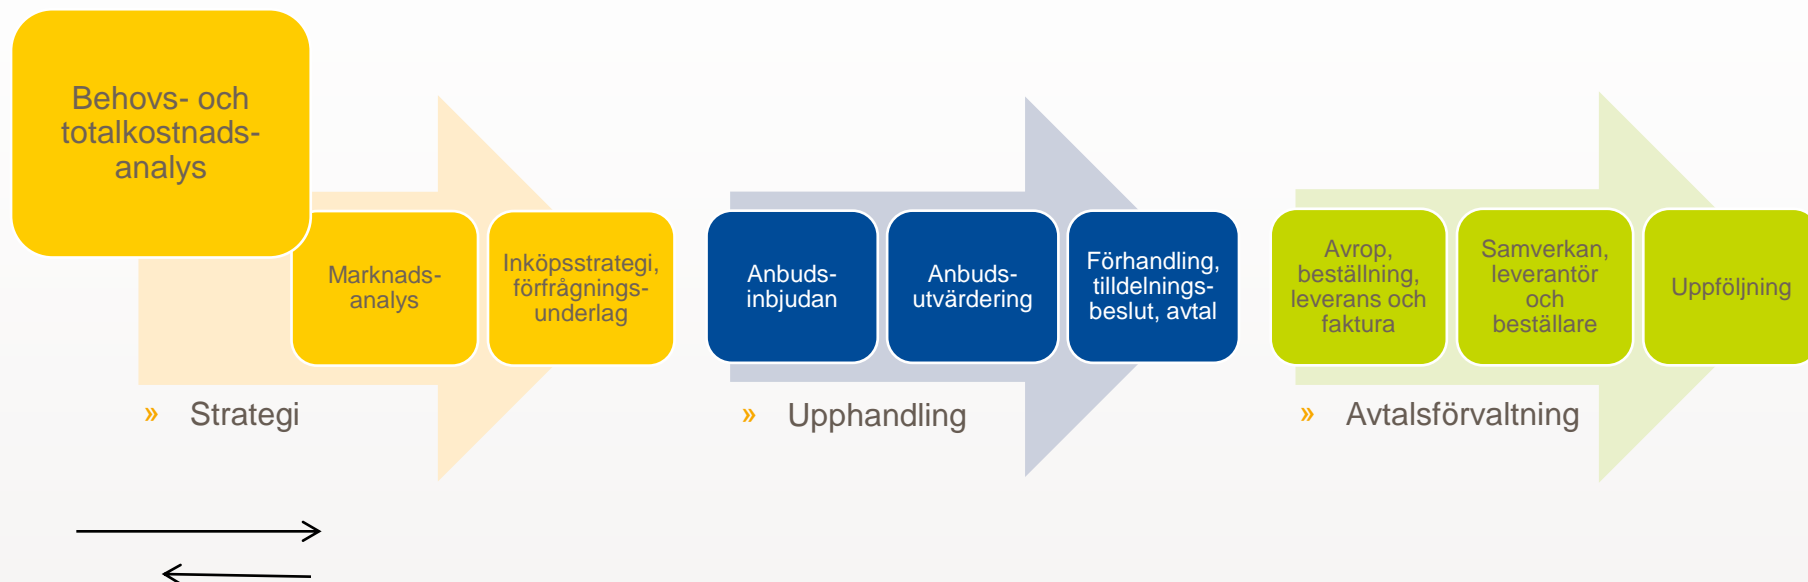 Behovs- och
totalkostnads-
analys
Marknads-
analys
Inköpsstrategi,
förfrågnings-
underlag
» Strategi
Anbuds-
inbjudan
Anbuds-
utvärdering
Förhandling,
tilldelnings-
beslut, avtal
» Upphandling
Avrop,
beställning,
leverans och
faktura
Samverkan,
leverantör
och
beställare
Uppföljning
» Avtalsförvaltning